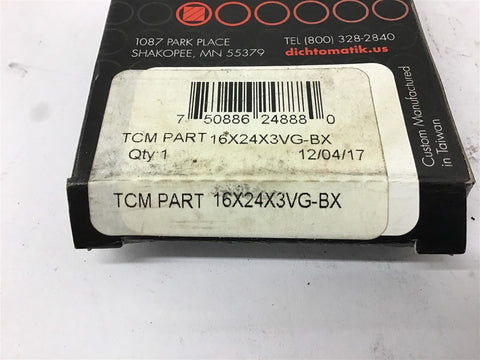 1087 PARK PLACE
SHAKOPEE, MN 55379
TEL (800) 328-2840
dichtomatik.us
Custom Manufactured
in Taiwan
7 50886 24888 0
TCM PART 16X24X3VG-BX
Qty 1 12/04/17
TCM PART 16X24X3VG-BX